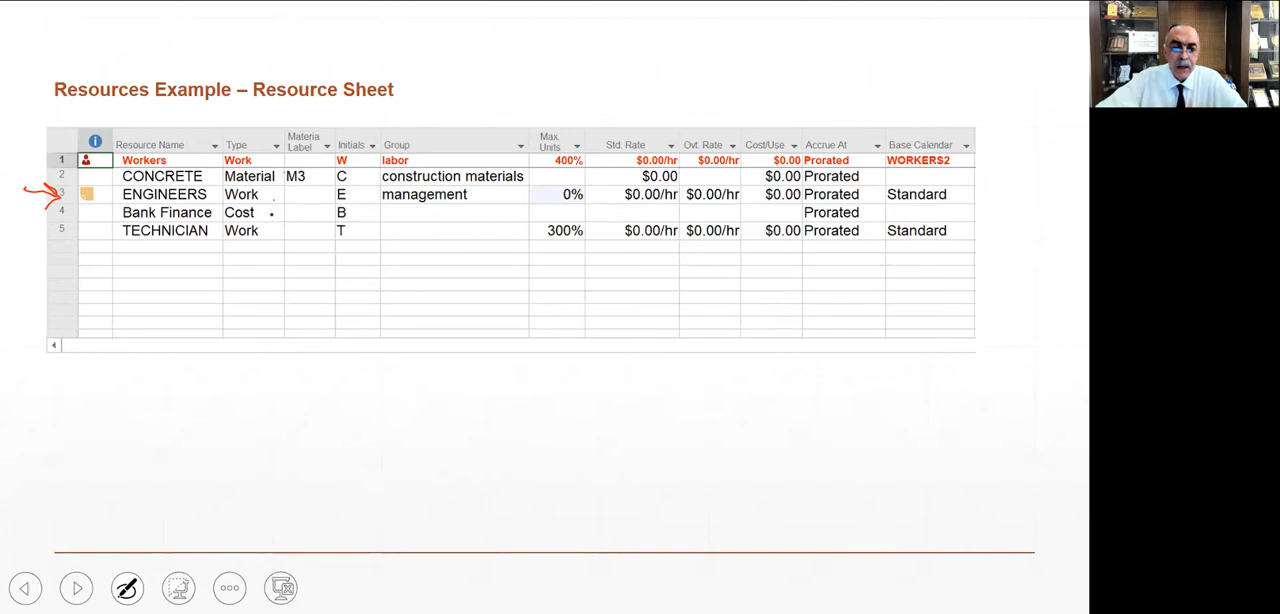 Resources Example – Resource Sheet
Resource Name Type Materia Label Initials Group Max. Units Std. Rate Ovt. Rate Cost/Use Accrue At Base Calendar
1 Workers Work W labor 400% $0.00/hr $0.00/hr $0.00 Prorated WORKERS2
2 CONCRETE Material M3 C construction materials $0.00 $0.00 Prorated
3 ENGINEERS Work E management 0% $0.00/hr $0.00/hr $0.00 Prorated Standard
4 Bank Finance Cost B Prorated
5 TECHNICIAN Work T 300% $0.00/hr $0.00/hr $0.00 Prorated Standard